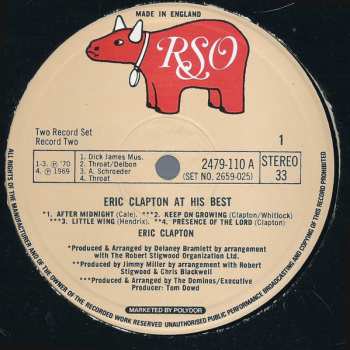 MADE IN ENGLAND
RSO
Two Record Set
Record Two
1
1-3. ℗ '70
4. ℗ 1969
1. Dick James Mus.
2. Throat/Delbon
3. A. Schroeder
4. Throat
2479-110 A
(SET NO. 2659-025)
STEREO
33
ERIC CLAPTON AT HIS BEST
*1. AFTER MIDNIGHT (Cale). ***2. KEEP ON GROWING (Clapton/Whitlock)
***3. LITTLE WING (Hendrix). **4. PRESENCE OF THE LORD (Clapton)
ERIC CLAPTON
*Produced & Arranged by Delaney Bramlett by arrangement
with The Robert Stigwood Organization Ltd.
**Produced by Jimmy Miller by arrangement with Robert
Stigwood & Chris Blackwell
***Produced & Arranged by The Dominos/Executive
Producer: Tom Dowd
MARKETED BY POLYDOR
ALL RIGHTS OF THE MANUFACTURER AND OF THE OWNER OF THE RECORDED WORK RESERVED UNAUTHORISED PUBLIC PERFORMANCE BROADCASTING AND COPYING OF THIS RECORD PROHIBITED